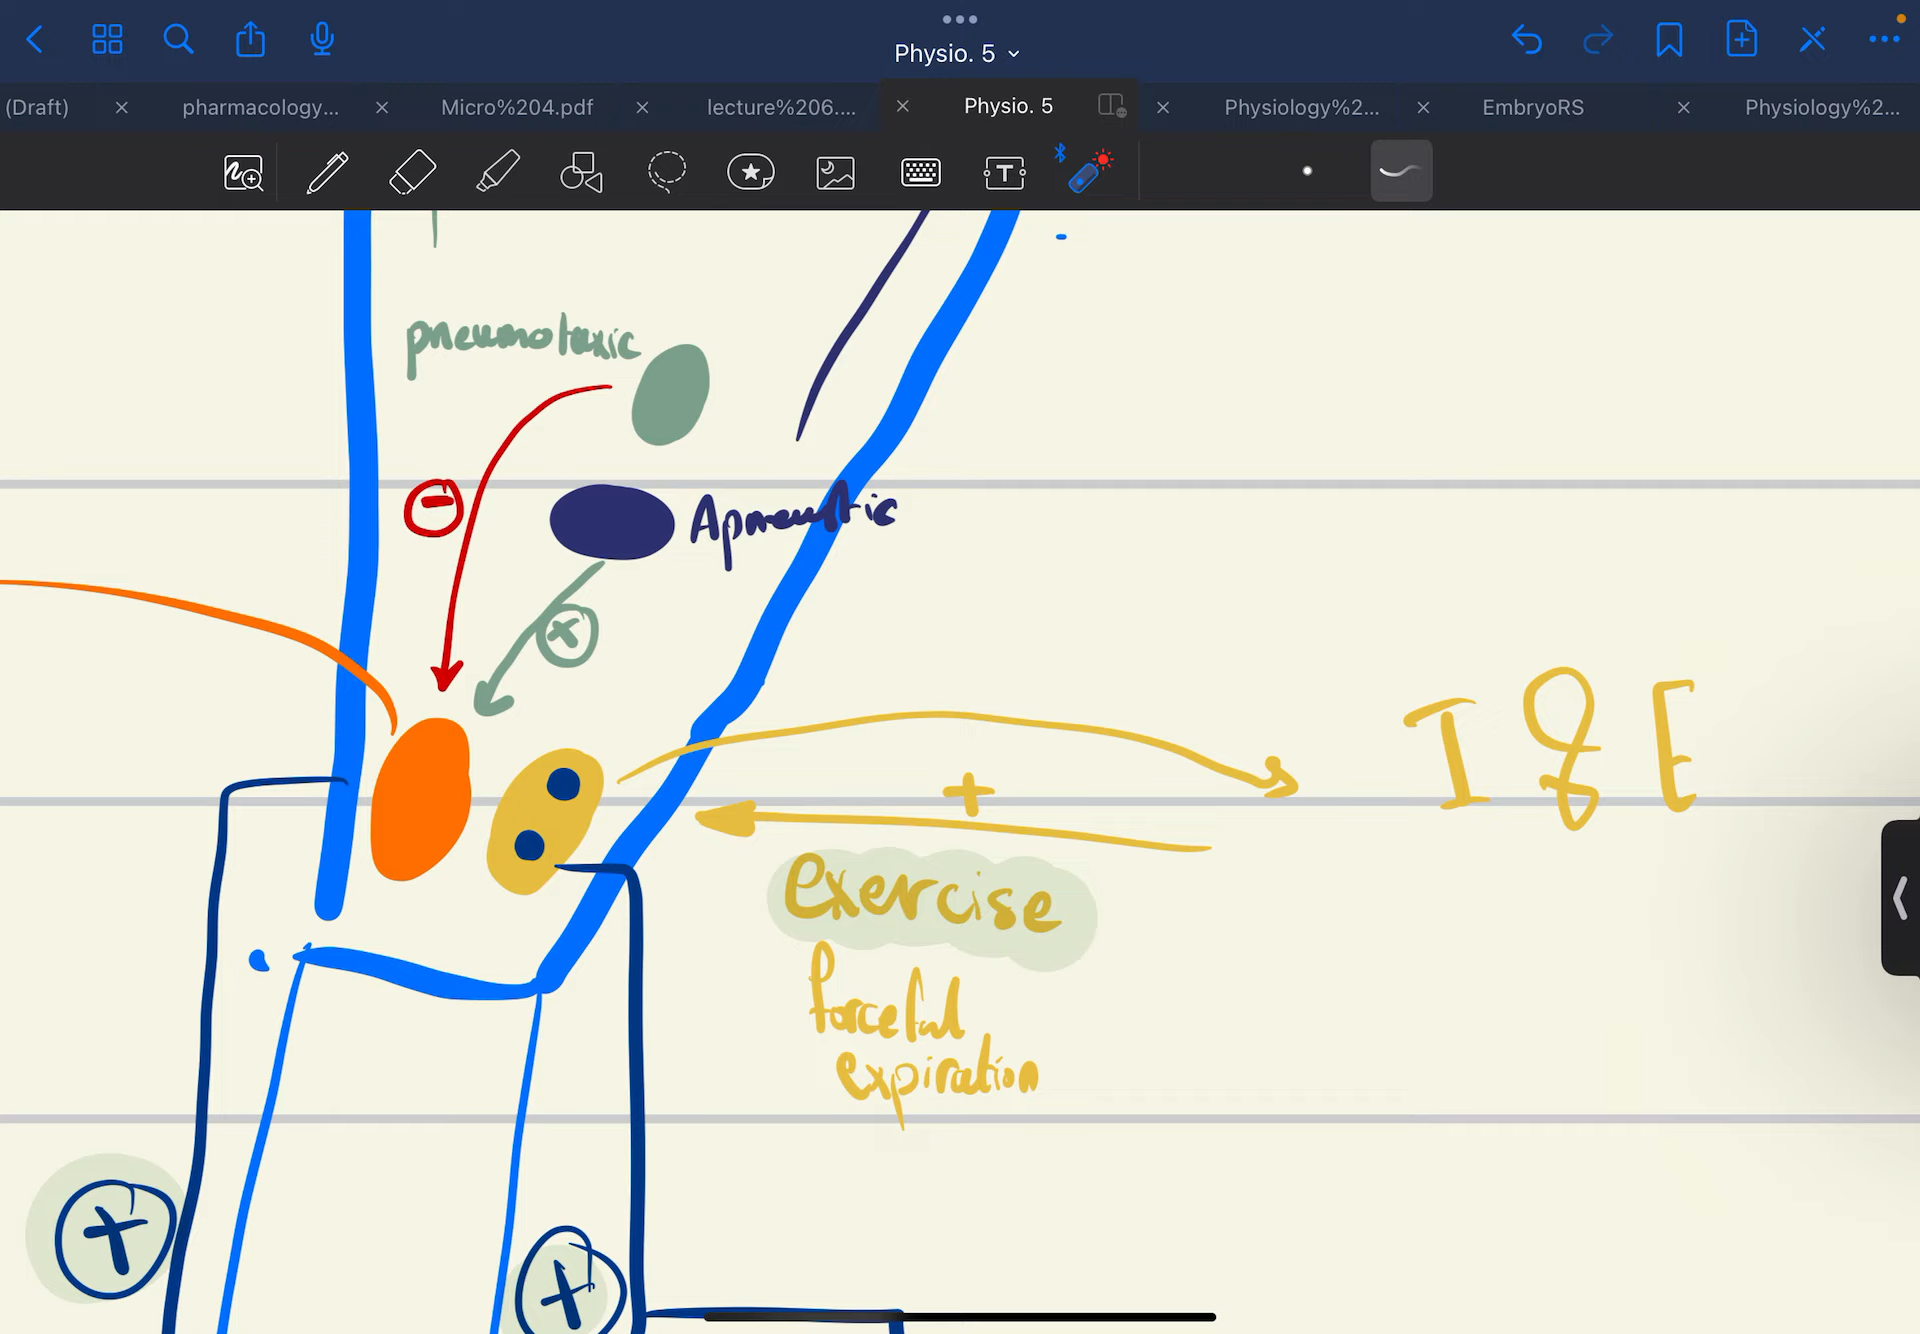 Physio. 5
(Draft)
pharmacology...
Micro%204.pdf
lecture%206....
Physio. 5
Physiology%2...
EmbryoRS
Physiology%2...
T
pneumotaxic
−
Apneustic
+
I & E
+
exercise
forceful
expiration
+
+